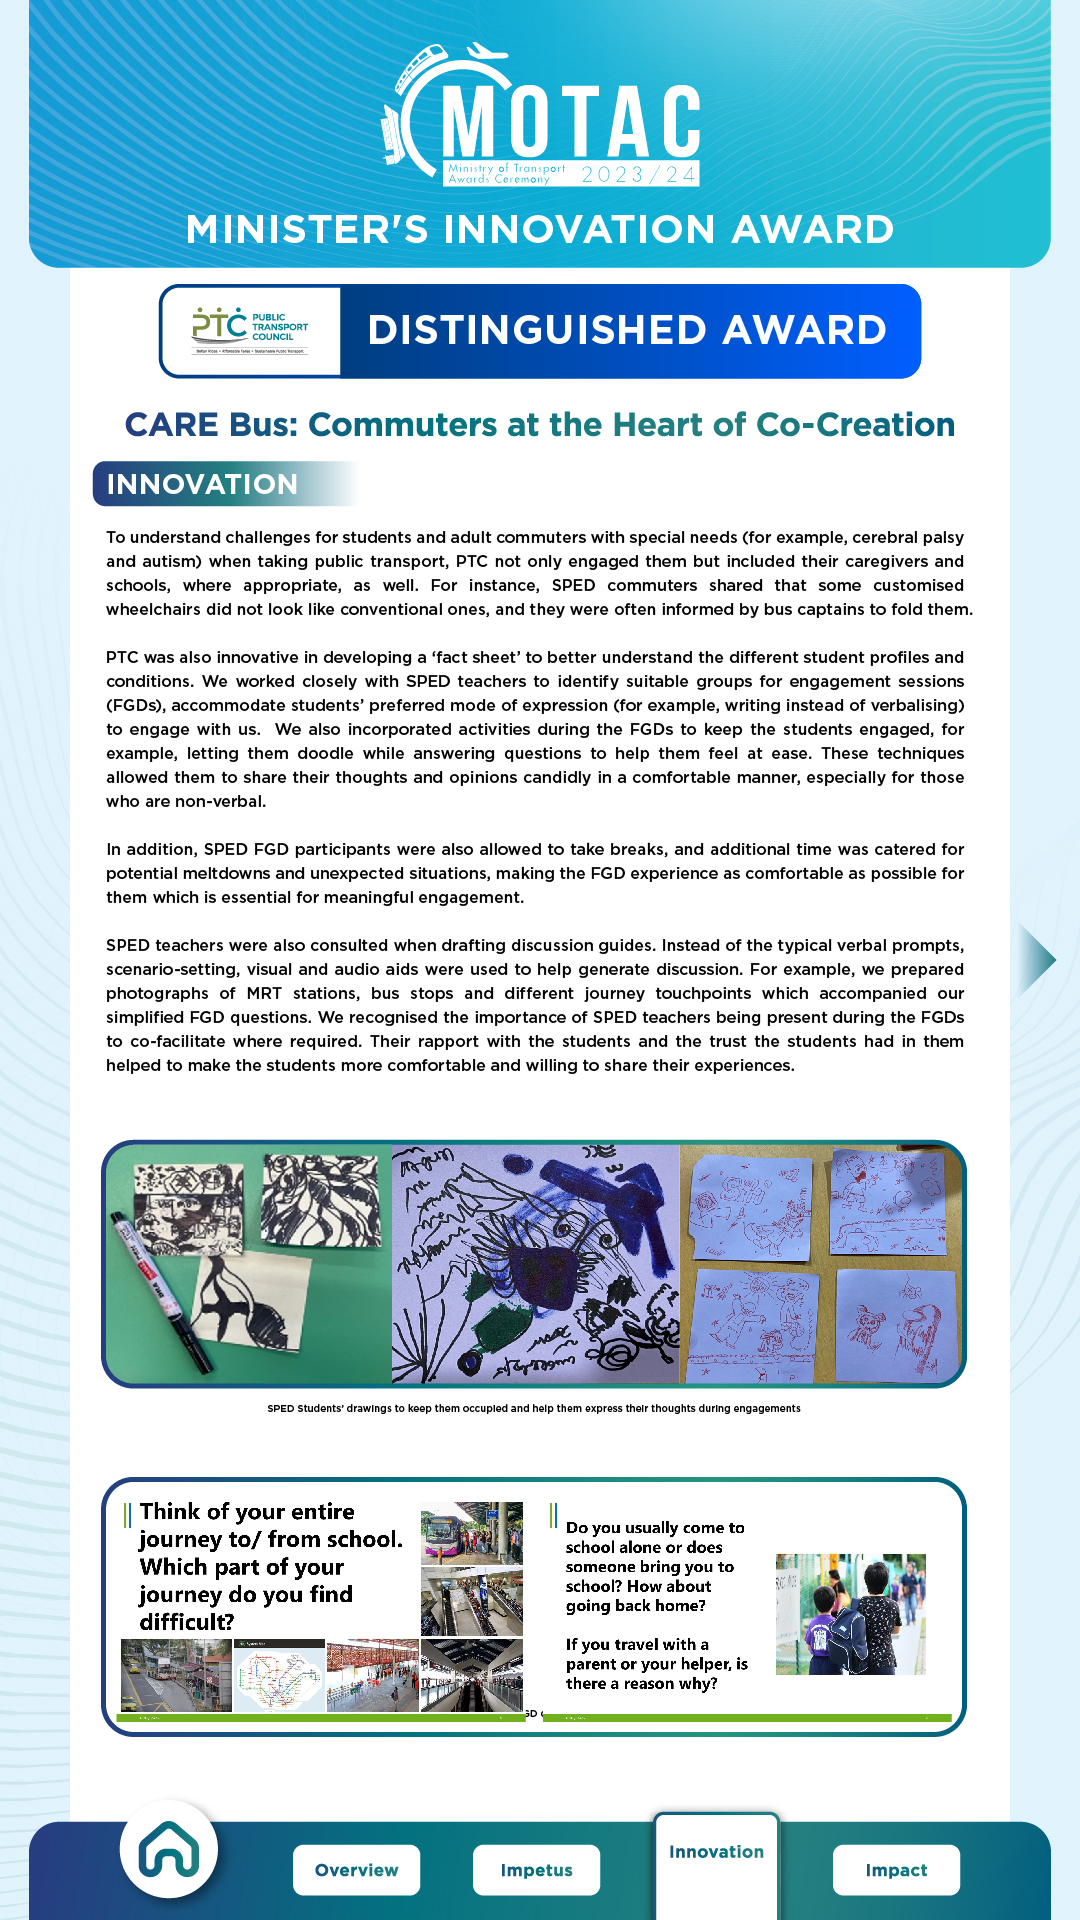 MOTAC
Ministry of Transport
Awards Ceremony 2023/24
MINISTER'S INNOVATION AWARD
PTC PUBLIC
TRANSPORT
COUNCIL
Better Rides • Affordable Fares • Sustainable Public Transport
DISTINGUISHED AWARD
CARE Bus: Commuters at the Heart of Co-Creation
INNOVATION
To understand challenges for students and adult commuters with special needs (for example, cerebral palsy
and autism) when taking public transport, PTC not only engaged them but included their caregivers and
schools, where appropriate, as well. For instance, SPED commuters shared that some customised
wheelchairs did not look like conventional ones, and they were often informed by bus captains to fold them.
PTC was also innovative in developing a ‘fact sheet’ to better understand the different student profiles and
conditions. We worked closely with SPED teachers to identify suitable groups for engagement sessions
(FGDs), accommodate students’ preferred mode of expression (for example, writing instead of verbalising)
to engage with us. We also incorporated activities during the FGDs to keep the students engaged, for
example, letting them doodle while answering questions to help them feel at ease. These techniques
allowed them to share their thoughts and opinions candidly in a comfortable manner, especially for those
who are non-verbal.
In addition, SPED FGD participants were also allowed to take breaks, and additional time was catered for
potential meltdowns and unexpected situations, making the FGD experience as comfortable as possible for
them which is essential for meaningful engagement.
SPED teachers were also consulted when drafting discussion guides. Instead of the typical verbal prompts,
scenario-setting, visual and audio aids were used to help generate discussion. For example, we prepared
photographs of MRT stations, bus stops and different journey touchpoints which accompanied our
simplified FGD questions. We recognised the importance of SPED teachers being present during the FGDs
to co-facilitate where required. Their rapport with the students and the trust the students had in them
helped to make the students more comfortable and willing to share their experiences.
SPED Students’ drawings to keep them occupied and help them express their thoughts during engagements
Think of your entire
journey to/ from school.
Which part of your
journey do you find
difficult?
System Map
Do you usually come to
school alone or does
someone bring you to
school? How about
going back home?
If you travel with a
parent or your helper, is
there a reason why?
Overview
Impetus
Innovation
Impact